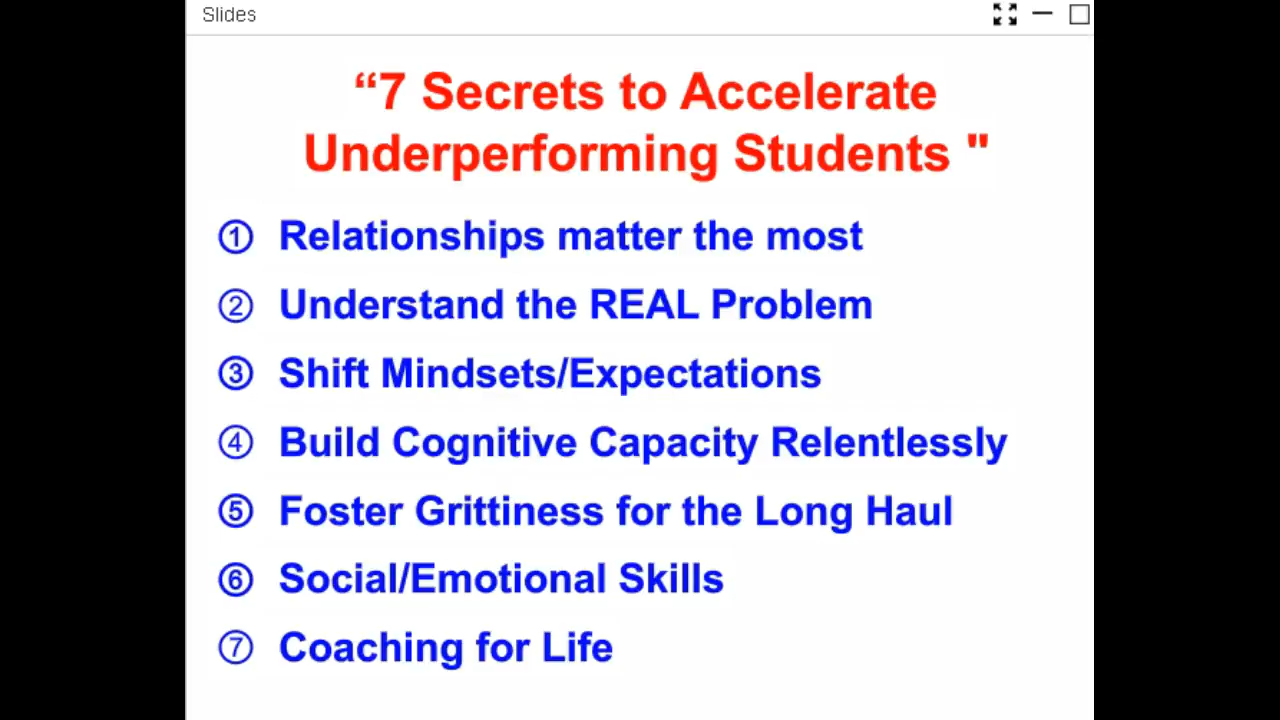 Slides
“7 Secrets to Accelerate
Underperforming Students "
① Relationships matter the most
② Understand the REAL Problem
③ Shift Mindsets/Expectations
④ Build Cognitive Capacity Relentlessly
⑤ Foster Grittiness for the Long Haul
⑥ Social/Emotional Skills
⑦ Coaching for Life